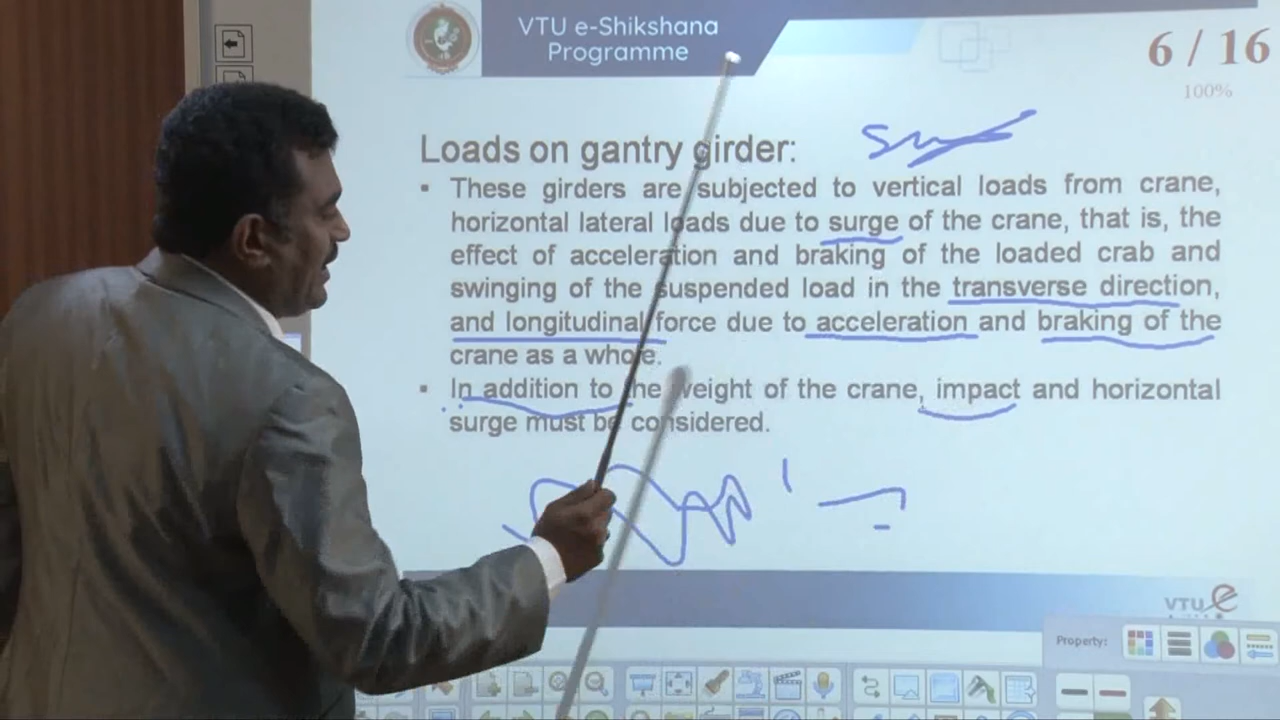 VTU e-Shikshana
Programme
6 / 16
100%
Loads on gantry girder:
▪ These girders are subjected to vertical loads from crane,
horizontal lateral loads due to surge of the crane, that is, the
effect of acceleration and braking of the loaded crab and
swinging of the suspended load in the transverse direction,
and longitudinal force due to acceleration and braking of the
crane as a whole.
▪ In addition to the weight of the crane, impact and horizontal
surge must be considered.
VTU e
Property: